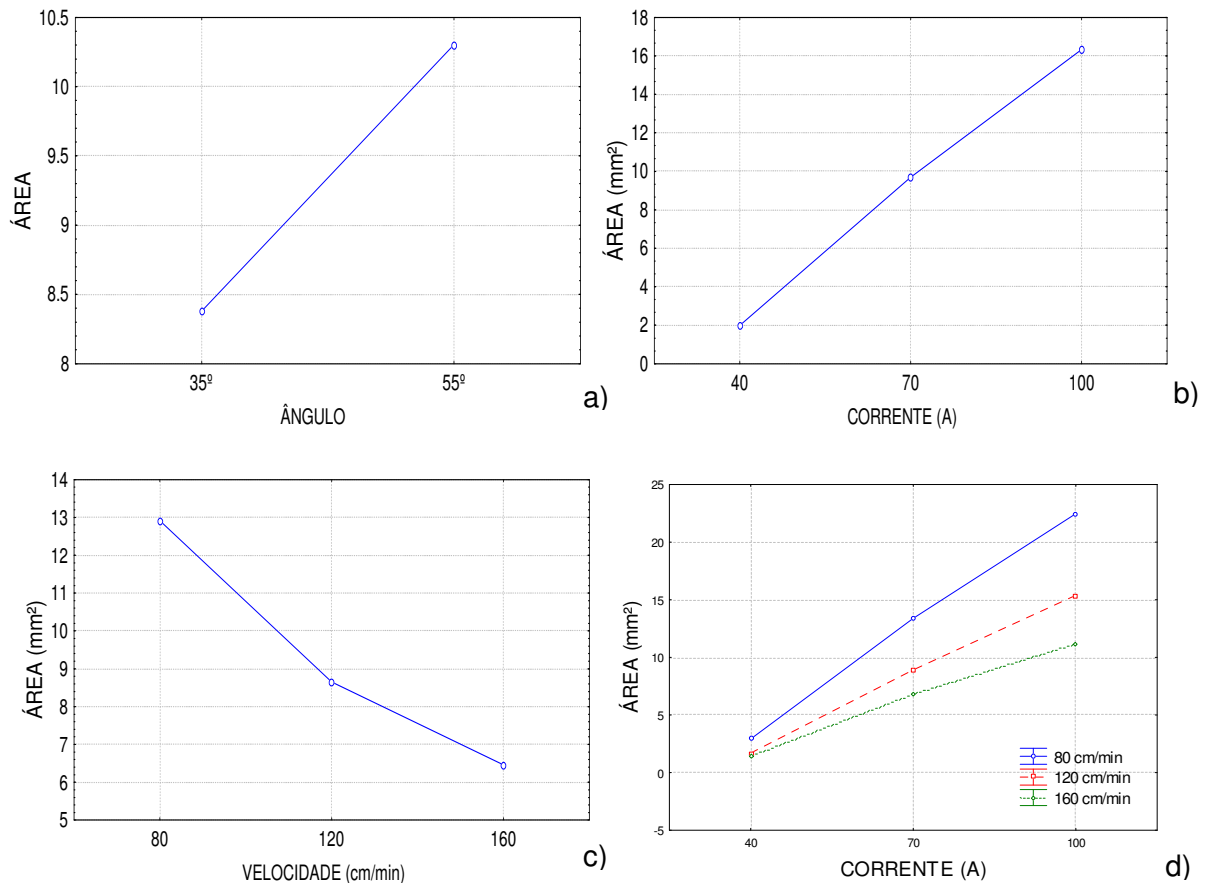 10.5
10
9.5
9
8.5
8
ÁREA
35º
55º
ÂNGULO
a)
18
16
14
12
10
8
6
4
2
0
ÁREA (mm²)
40
70
100
CORRENTE (A)
b)
14
13
12
11
10
9
8
7
6
5
ÁREA (mm²)
80
120
160
VELOCIDADE (cm/min)
c)
25
20
15
10
5
0
-5
ÁREA (mm²)
80 cm/min
120 cm/min
160 cm/min
40
70
100
CORRENTE (A)
d)